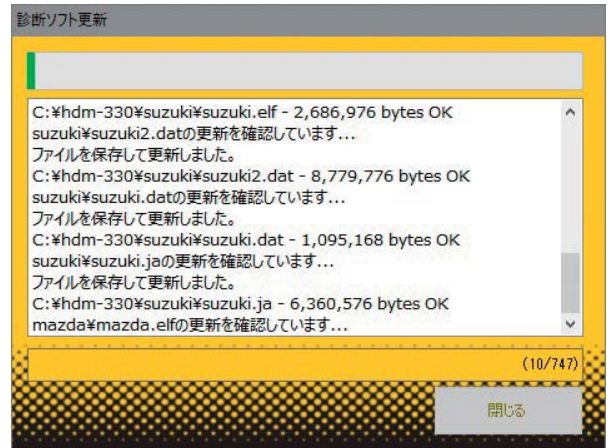 診断ソフト更新
C:¥hdm-330¥suzuki¥suzuki.elf - 2,686,976 bytes OK
suzuki¥suzuki2.datの更新を確認しています...
ファイルを保存して更新しました。
C:¥hdm-330¥suzuki¥suzuki2.dat - 8,779,776 bytes OK
suzuki¥suzuki.datの更新を確認しています...
ファイルを保存して更新しました。
C:¥hdm-330¥suzuki¥suzuki.dat - 1,095,168 bytes OK
suzuki¥suzuki.jaの更新を確認しています...
ファイルを保存して更新しました。
C:¥hdm-330¥suzuki¥suzuki.ja - 6,360,576 bytes OK
mazda¥mazda.elfの更新を確認しています...
(10/747)
閉じる